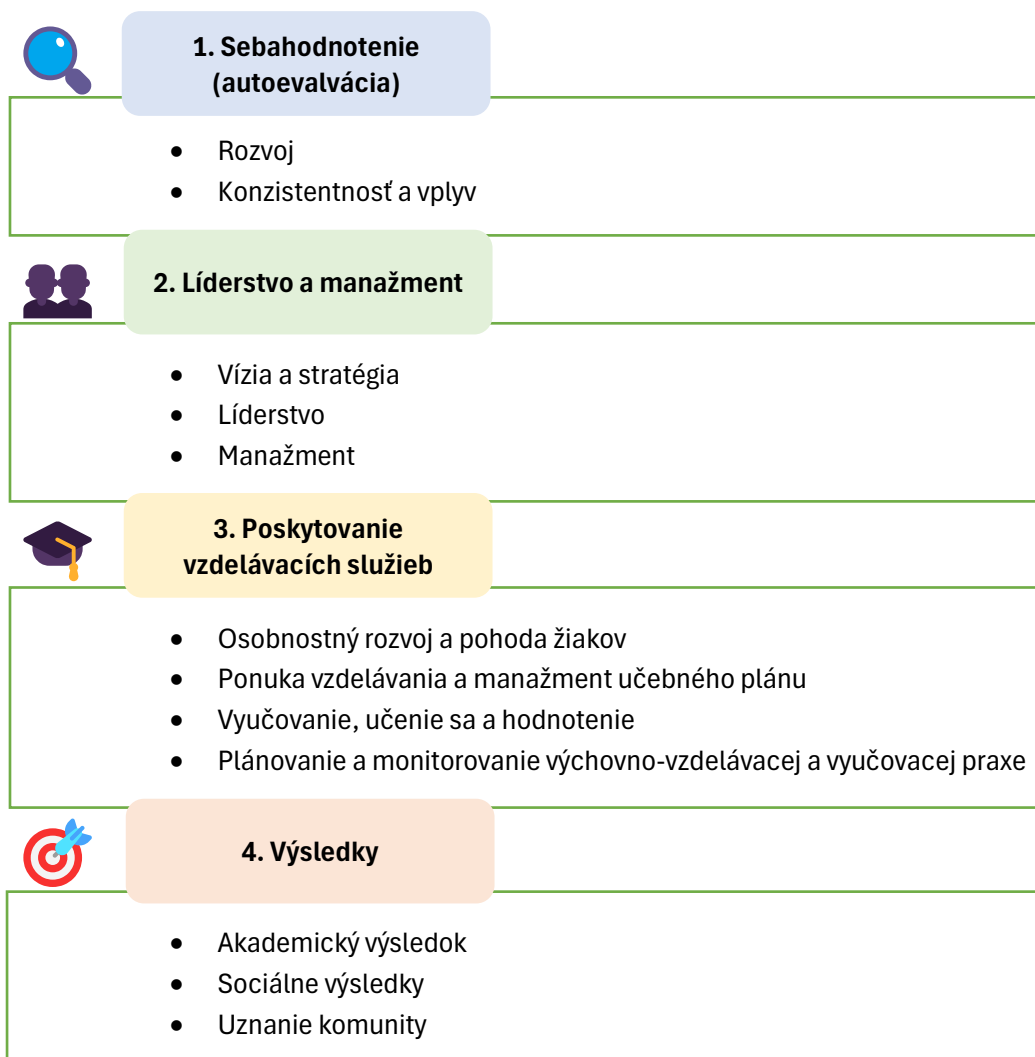 1. Sebahodnotenie
(autoevalvácia)
• Rozvoj
• Konzistentnosť a vplyv
2. Líderstvo a manažment
• Vízia a stratégia
• Líderstvo
• Manažment
3. Poskytovanie
vzdelávacích služieb
• Osobnostný rozvoj a pohoda žiakov
• Ponuka vzdelávania a manažment učebného plánu
• Vyučovanie, učenie sa a hodnotenie
• Plánovanie a monitorovanie výchovno-vzdelávacej a vyučovacej praxe
4. Výsledky
• Akademický výsledok
• Sociálne výsledky
• Uznanie komunity